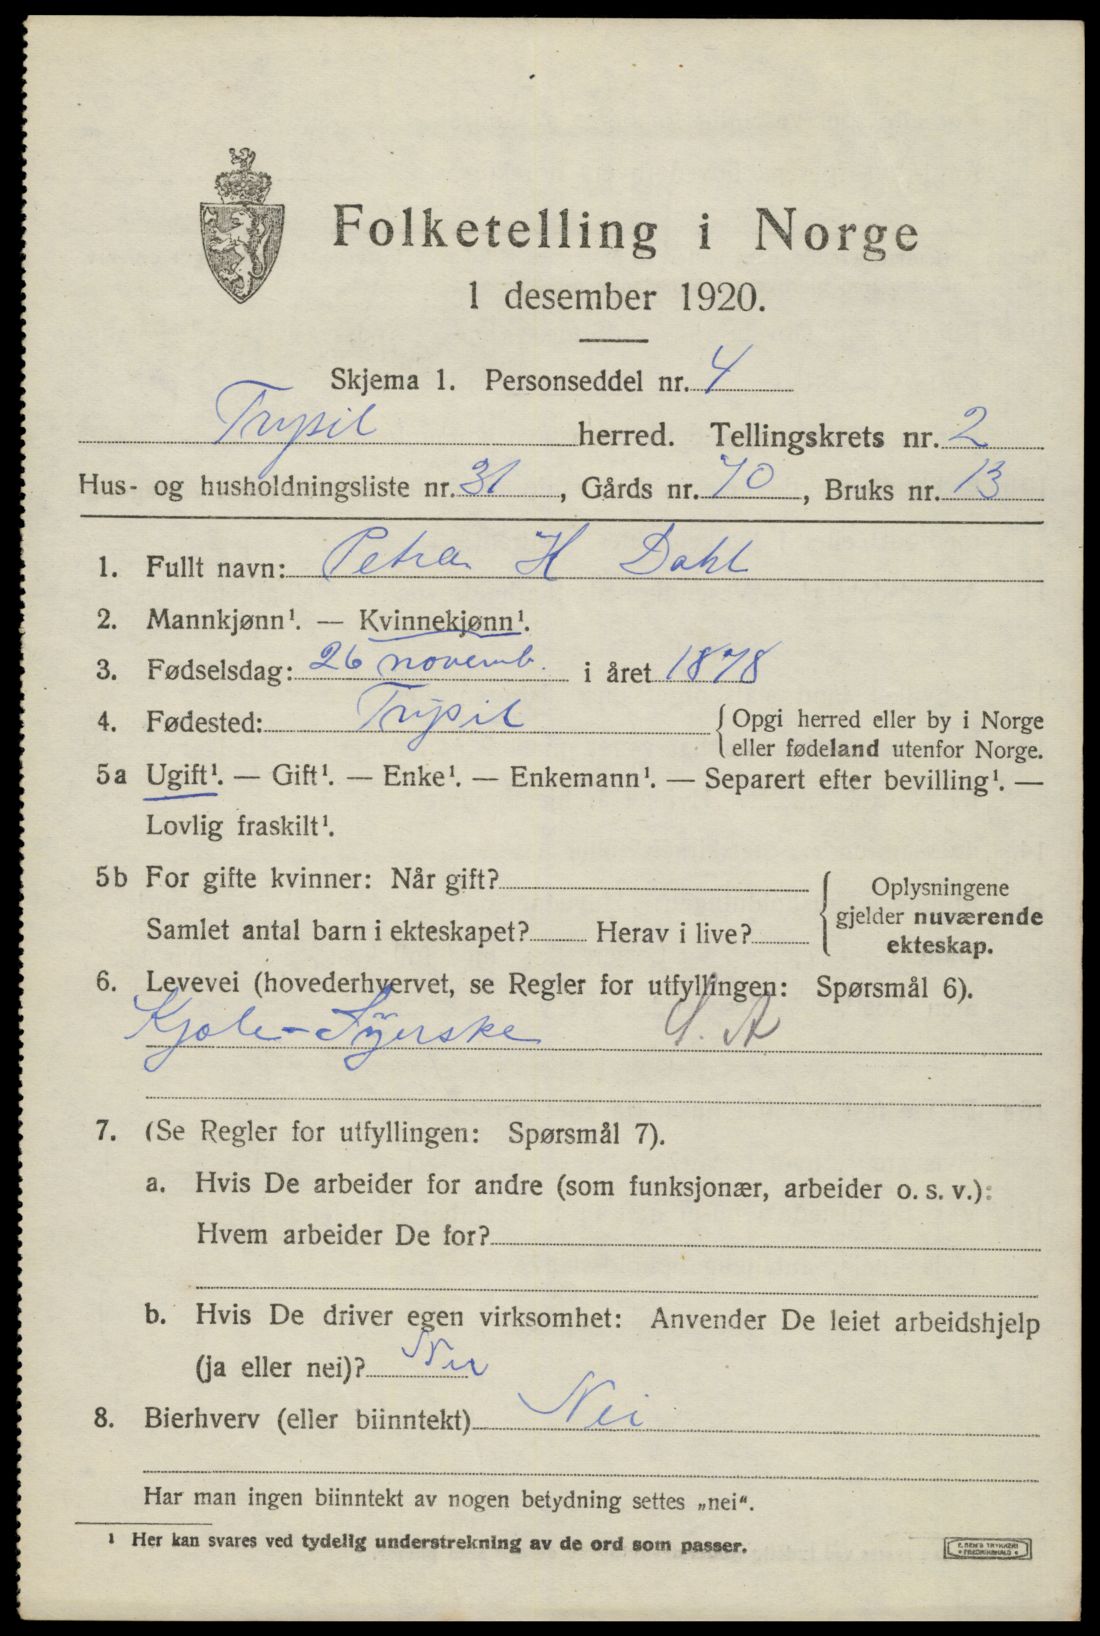 Folketelling i Norge
1 desember 1920.
Skjema 1. Personseddel nr. 4
Trysil herred. Tellingskrets nr. 2
Hus- og husholdningsliste nr. 31, Gårds nr. 70, Bruks nr. 13
1. Fullt navn: Petra H Dahl
2. Mannkjønn¹. — Kvinnekjønn¹.
3. Fødselsdag: 26 novemb. i året 1878
4. Fødested: Trysil {Opgi herred eller by i Norge
eller fødeland utenfor Norge.
5a Ugift¹. — Gift¹. — Enke¹. — Enkemann¹. — Separert efter bevilling¹. —
Lovlig fraskilt¹.
5b For gifte kvinner: Når gift?
Samlet antal barn i ekteskapet? Herav i live?
{Oplysningene
gjelder nuværende
ekteskap.
6. Levevei (hovederhvervet, se Regler for utfyllingen: Spørsmål 6).
Kjole-Syerske S. A
7. (Se Regler for utfyllingen: Spørsmål 7).
a. Hvis De arbeider for andre (som funksjonær, arbeider o. s. v.):
Hvem arbeider De for?
b. Hvis De driver egen virksomhet: Anvender De leiet arbeidshjelp
(ja eller nei)? Nei
8. Bierhverv (eller biinntekt) Nei
Har man ingen biinntekt av nogen betydning settes „nei“.
¹ Her kan svares ved tydelig understrekning av de ord som passer.